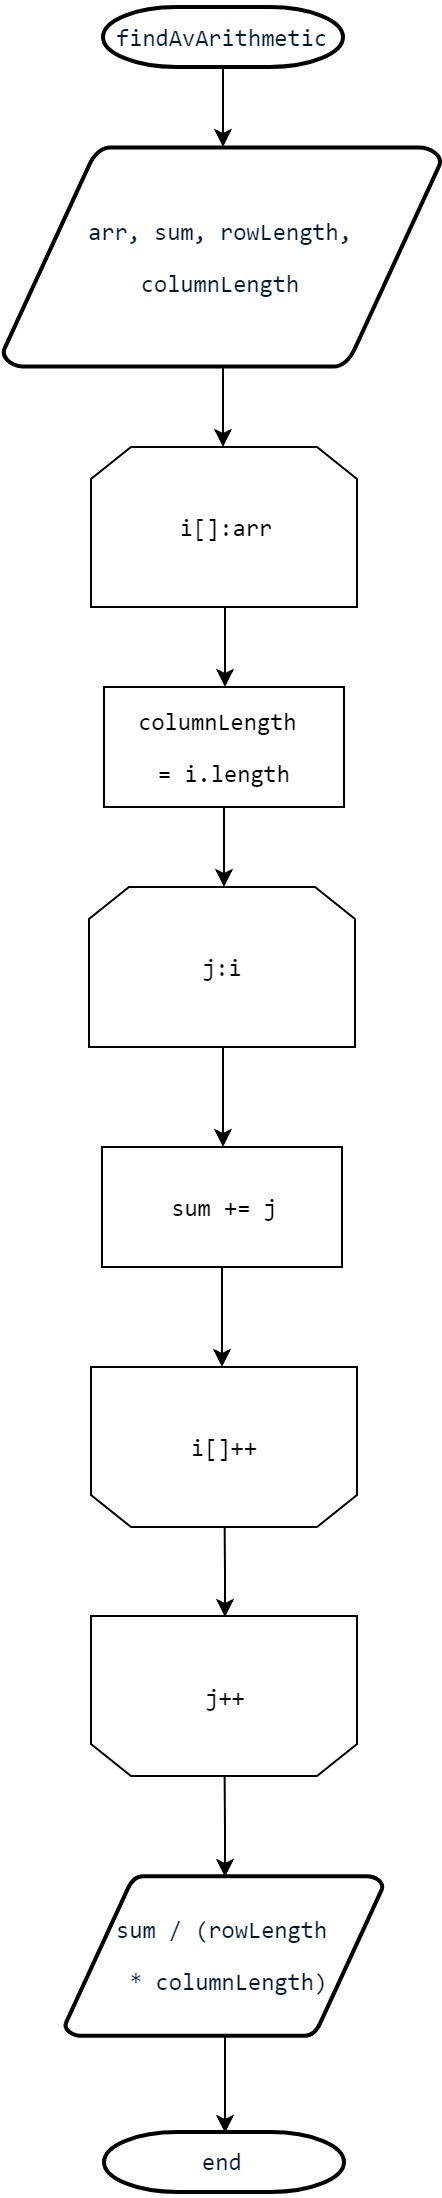 findAvArithmetic
arr, sum, rowLength,
columnLength
i[]:arr
columnLength
= i.length
j:i
sum += j
i[]++
j++
sum / (rowLength
* columnLength)
end